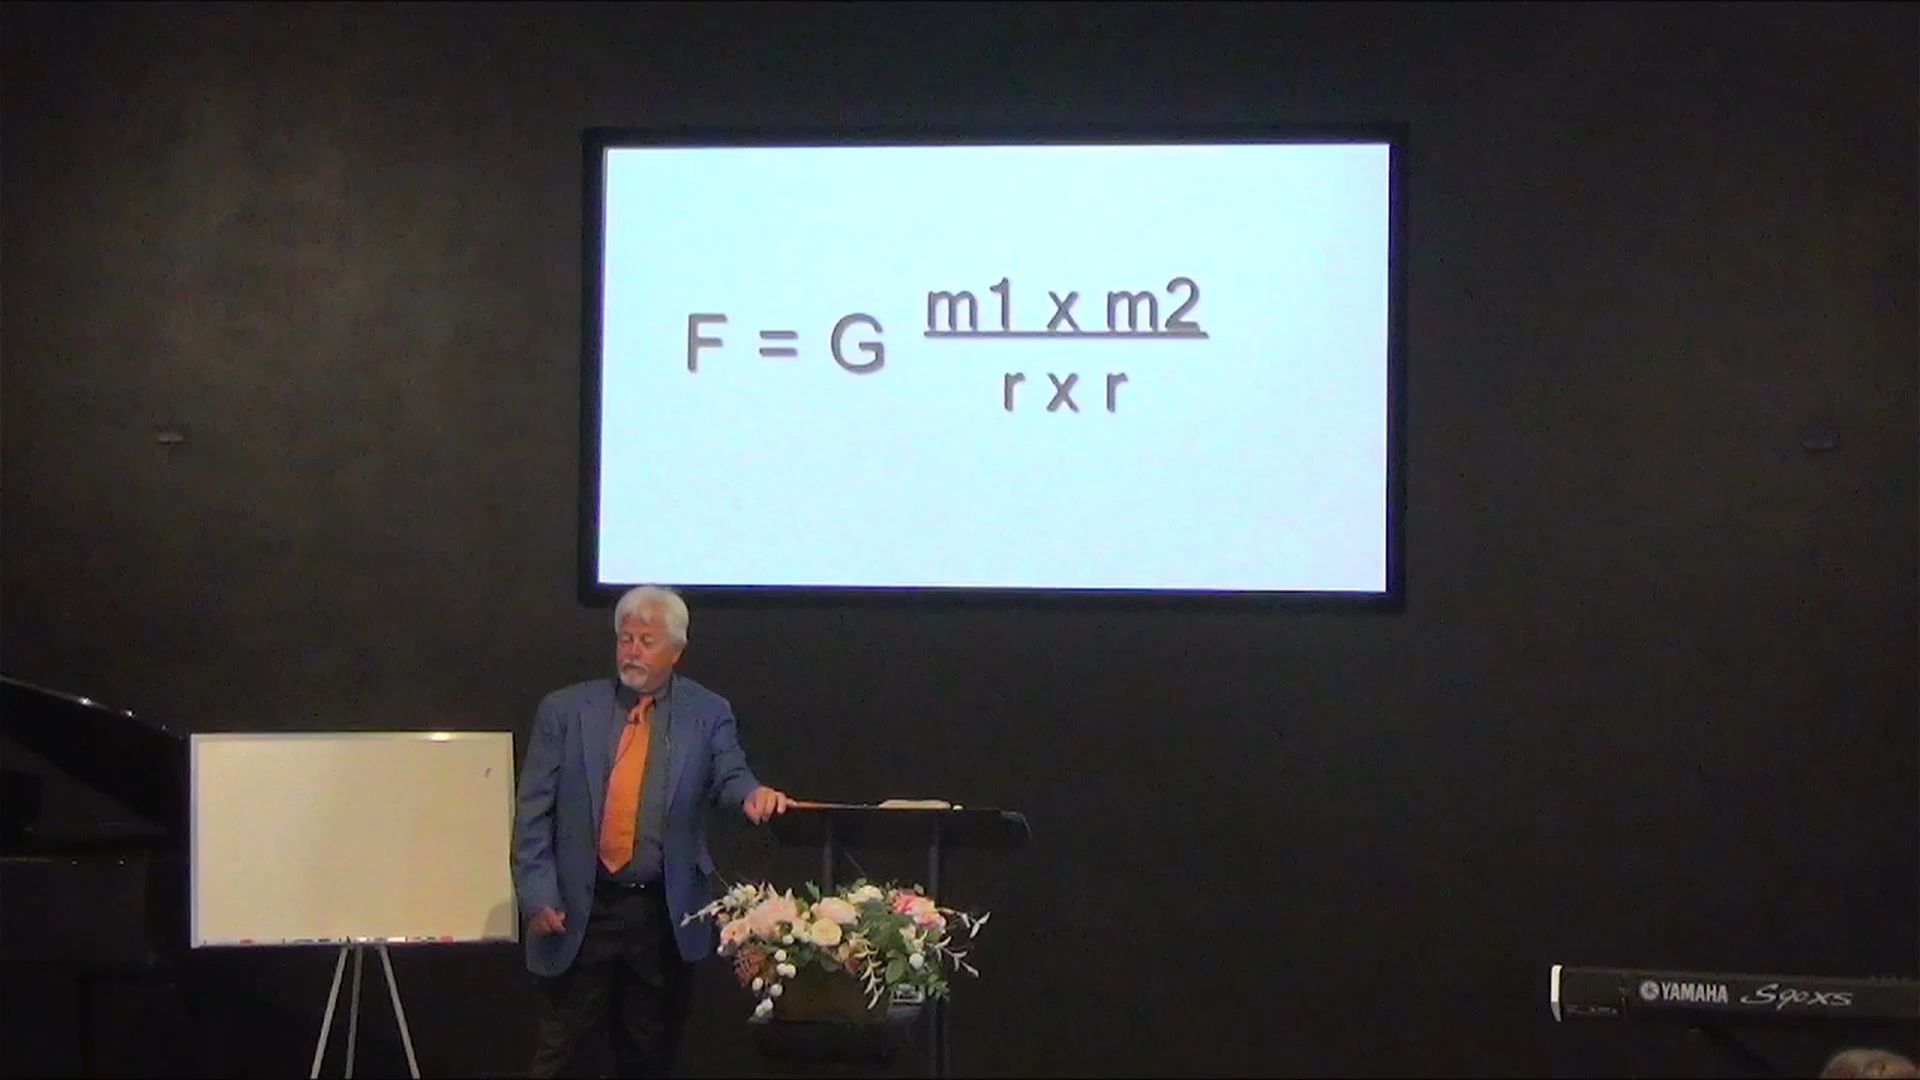 m1 x m2
F = G
r x r
YAMAHA S90XS